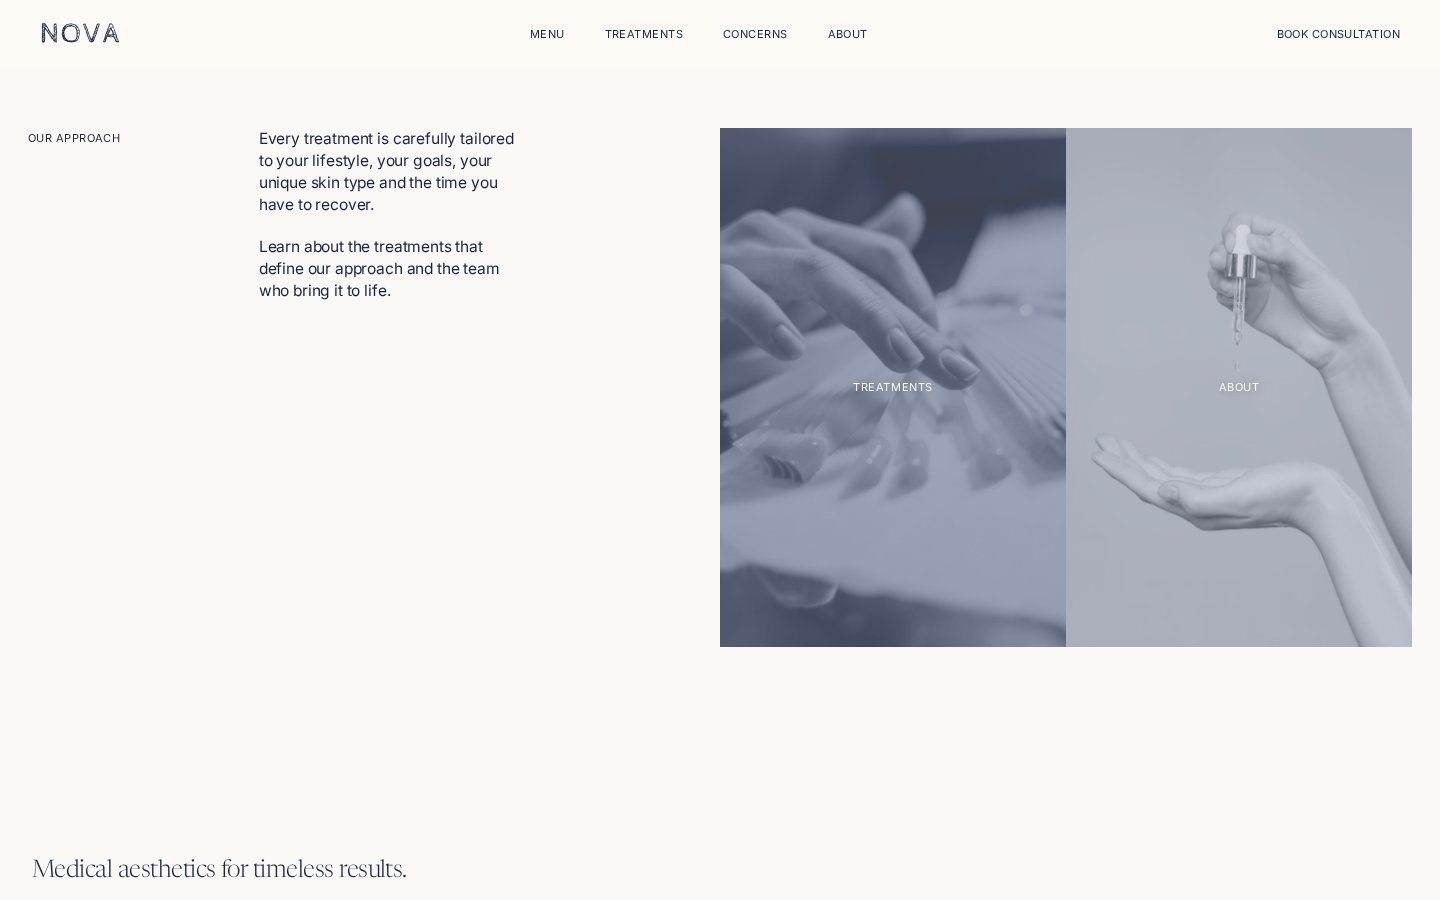 NOVA
MENU
TREATMENTS
CONCERNS
ABOUT
BOOK CONSULTATION
OUR APPROACH
Every treatment is carefully tailored
to your lifestyle, your goals, your
unique skin type and the time you
have to recover.
Learn about the treatments that
define our approach and the team
who bring it to life.
TREATMENTS
ABOUT
Medical aesthetics for timeless results.